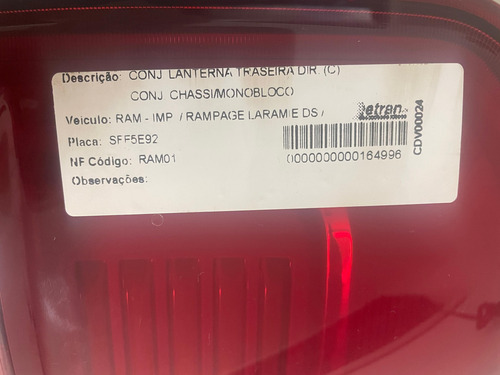 Descrição: CONJ LANTERNA TRASEIRA DIR. (C)
CONJ CHASSI/MONOBLOCO
Veículo: RAM - IMP / RAMPAGE LARAMIE DS /
Placa: SFF5E92
NF Código: RAM01
Observações:
Detran
0000000000164996
CDV00024